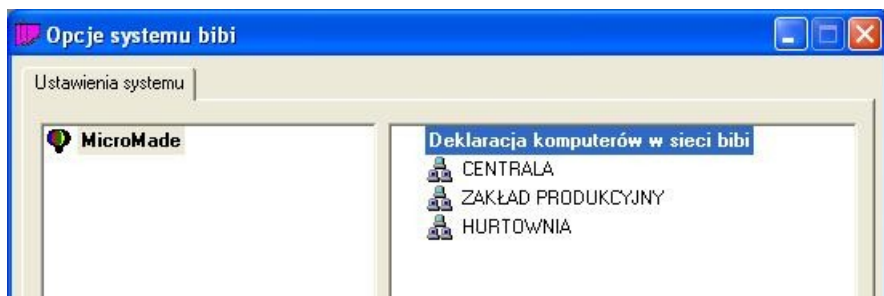 Opcje systemu bibi
Ustawienia systemu
MicroMade
Deklaracja komputerów w sieci bibi
CENTRALA
ZAKŁAD PRODUKCYJNY
HURTOWNIA